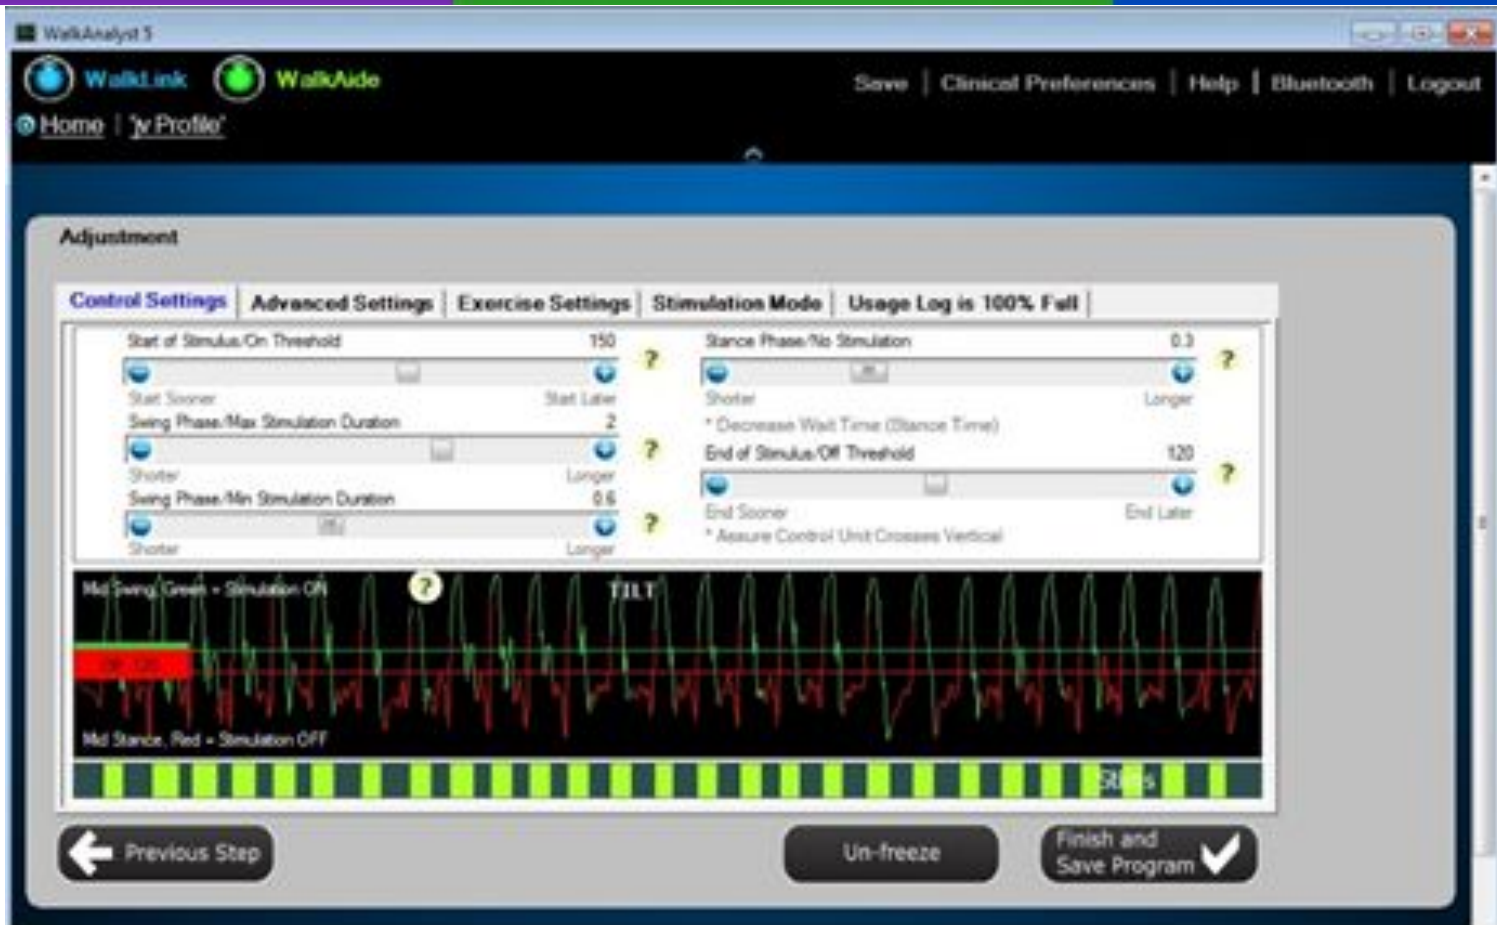 WalkAnalyst 5
WalkLink WalkAide
Save | Clinical Preferences | Help | Bluetooth | Logout
Home | 'jv Profile'
Adjustment
Control Settings | Advanced Settings | Exercise Settings | Stimulation Mode | Usage Log is 100% Full |
Start of Stimulus/On Threshold 150 ?
Start Sooner Start Later
Swing Phase/Max Stimulation Duration 2 ?
Shorter Longer
Swing Phase/Min Stimulation Duration 0.6 ?
Shorter Longer
Stance Phase/No Stimulation 0.3 ?
Shorter Longer
* Decrease Wait Time (Stance Time)
End of Stimulus/Off Threshold 120 ?
End Sooner End Later
* Assure Control Unit Crosses Vertical
Mid Swing, Green = Stimulation ON ? TILT
Mid Stance, Red = Stimulation OFF
Previous Step
Un-freeze
Finish and
Save Program